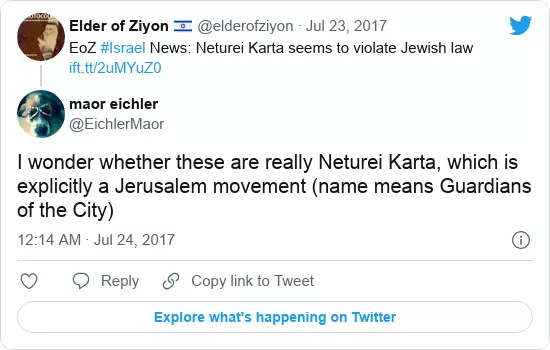 Elder of Ziyon 🇮🇱 @elderofziyon · Jul 23, 2017
EoZ #Israel News: Neturei Karta seems to violate Jewish law
ift.tt/2uMYuZ0
maor eichler
@EichlerMaor
I wonder whether these are really Neturei Karta, which is
explicitly a Jerusalem movement (name means Guardians
of the City)
12:14 AM · Jul 24, 2017
Reply Copy link to Tweet
Explore what's happening on Twitter